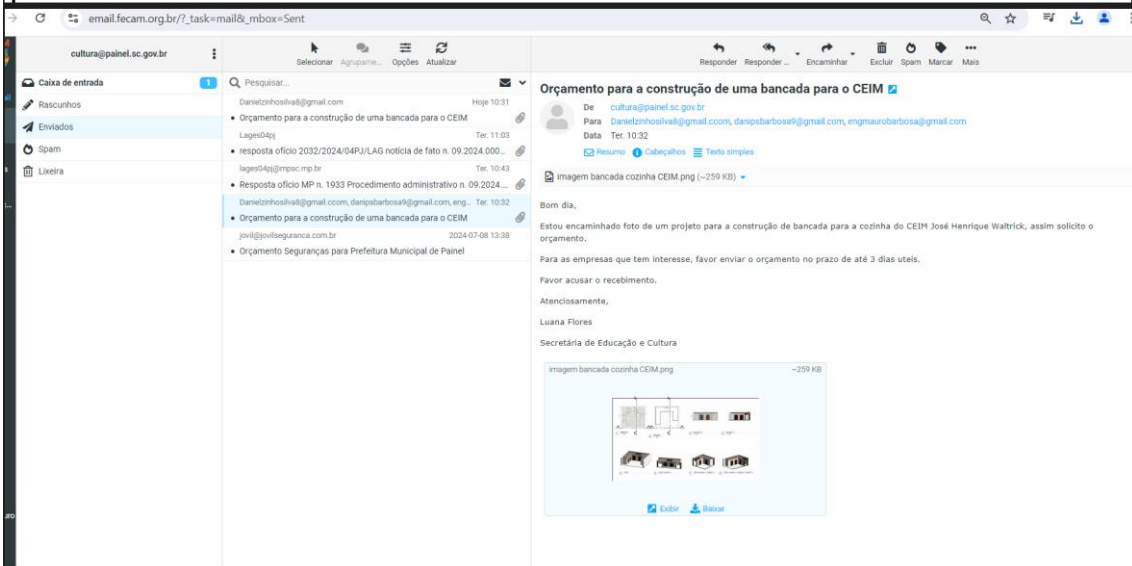 email.fecam.org.br/?_task=mail&_mbox=Sent
cultura@painel.sc.gov.br
Caixa de entrada 1
Rascunhos
Enviados
Spam
Lixeira
Selecionar Agrupame... Opções Atualizar
Pesquisar...
Danielzinhosilva8@gmail.com Hoje 10:31
Orçamento para a construção de uma bancada para o CEIM
Lages04pj Ter. 11:03
resposta ofício 2032/2024/04PJ/LAG notícia de fato n. 09.2024.000...
lages04pj@mpsc.mp.br Ter. 10:43
Resposta ofício MP n. 1933 Procedimento administrativo n. 09.2024....
Danielzinhosilva8@gmail.ccom, danipsbarbosa9@gmail.com, eng... Ter. 10:32
Orçamento para a construção de uma bancada para o CEIM
jovil@jovilseguranca.com.br 2024-07-08 13:38
Orçamento Seguranças para Prefeitura Municipal de Painel
Responder Responder ... Encaminhar Excluir Spam Marcar Mais
Orçamento para a construção de uma bancada para o CEIM
De cultura@painel.sc.gov.br
Para Danielzinhosilva8@gmail.ccom, danipsbarbosa9@gmail.com, engmaurobarbosa@gmail.com
Data Ter. 10:32
Resumo Cabeçalhos Texto simples
imagem bancada cozinha CEIM.png (~259 KB)
Bom dia,
Estou encaminhado foto de um projeto para a construção de bancada para a cozinha do CEIM José Henrique Waltrick, assim solicito o
orçamento.
Para as empresas que tem interesse, favor enviar o orçamento no prazo de até 3 dias uteis.
Favor acusar o recebimento.
Atenciosamente,
Luana Flores
Secretária de Educação e Cultura
imagem bancada cozinha CEIM.png ~259 KB
Exibir Baixar